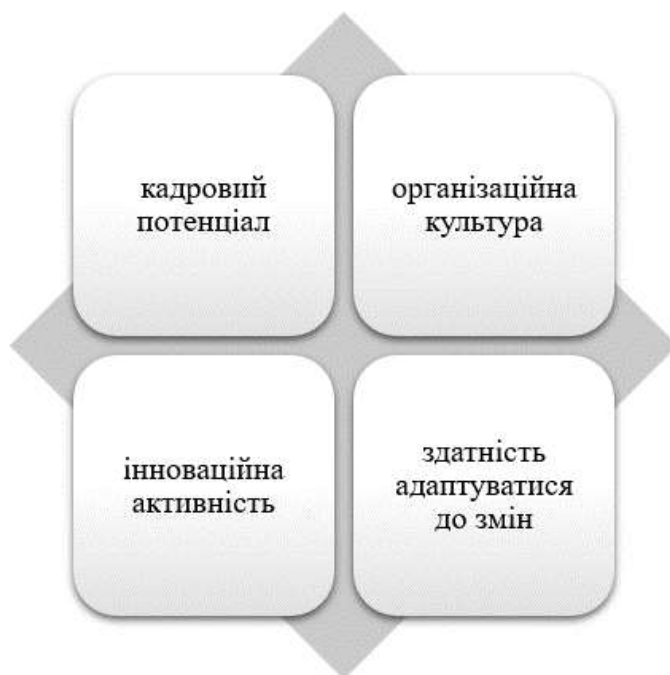 кадровий
потенціал
організаційна
культура
інноваційна
активність
здатність
адаптуватися
до змін